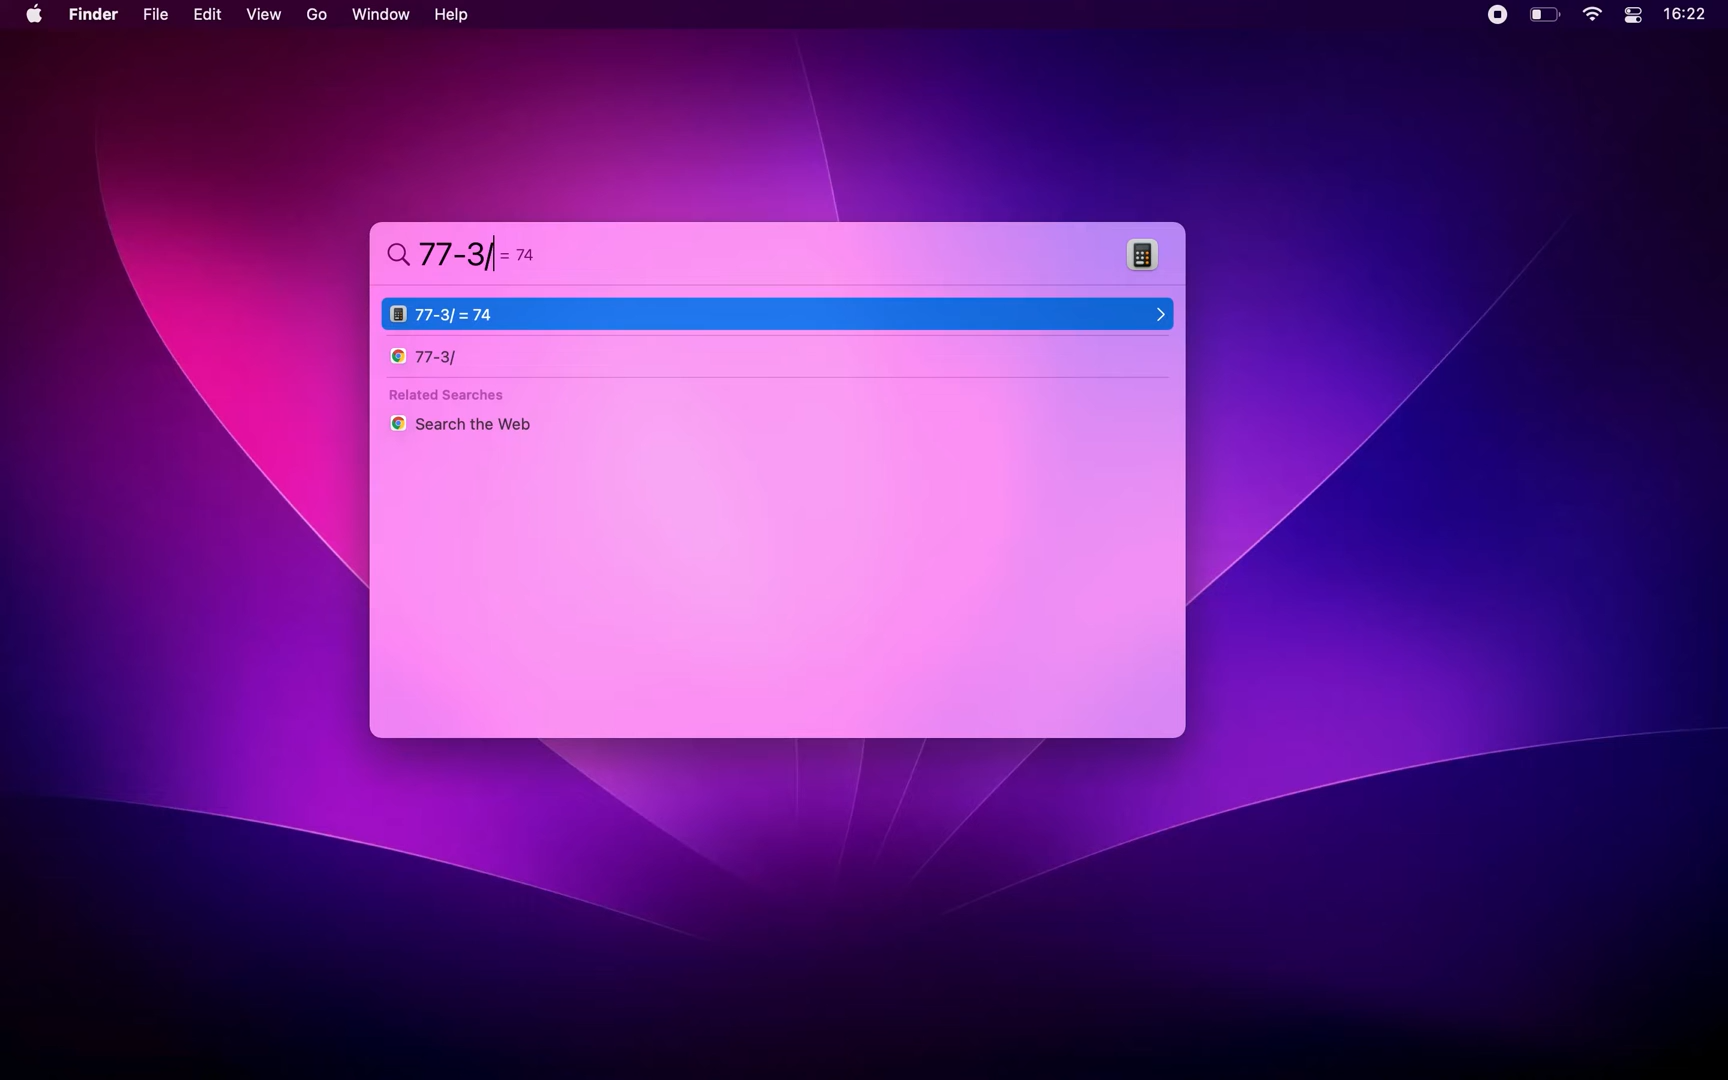 Finder File Edit View Go Window Help 16:22
77-3/ = 74
77-3/ = 74
77-3/
Related Searches
Search the Web